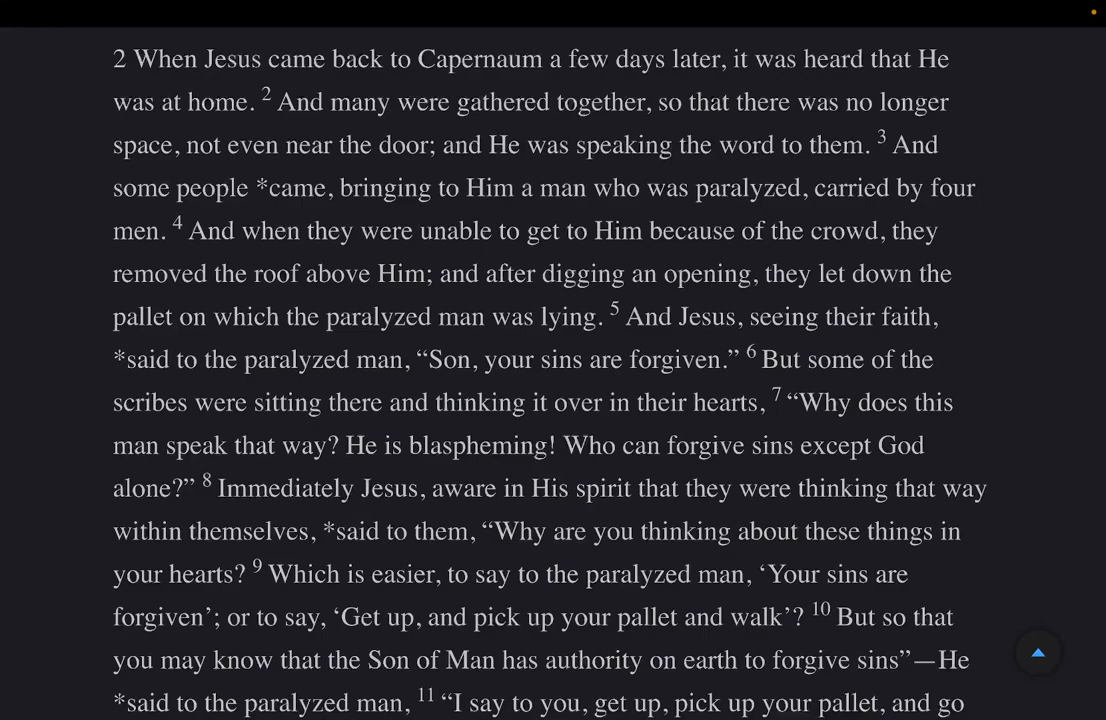 2 When Jesus came back to Capernaum a few days later, it was heard that He
was at home. 2 And many were gathered together, so that there was no longer
space, not even near the door; and He was speaking the word to them. 3 And
some people *came, bringing to Him a man who was paralyzed, carried by four
men. 4 And when they were unable to get to Him because of the crowd, they
removed the roof above Him; and after digging an opening, they let down the
pallet on which the paralyzed man was lying. 5 And Jesus, seeing their faith,
*said to the paralyzed man, “Son, your sins are forgiven.” 6 But some of the
scribes were sitting there and thinking it over in their hearts, 7 “Why does this
man speak that way? He is blaspheming! Who can forgive sins except God
alone?” 8 Immediately Jesus, aware in His spirit that they were thinking that way
within themselves, *said to them, “Why are you thinking about these things in
your hearts? 9 Which is easier, to say to the paralyzed man, ‘Your sins are
forgiven’; or to say, ‘Get up, and pick up your pallet and walk’? 10 But so that
you may know that the Son of Man has authority on earth to forgive sins”—He
*said to the paralyzed man, 11 “I say to you, get up, pick up your pallet, and go